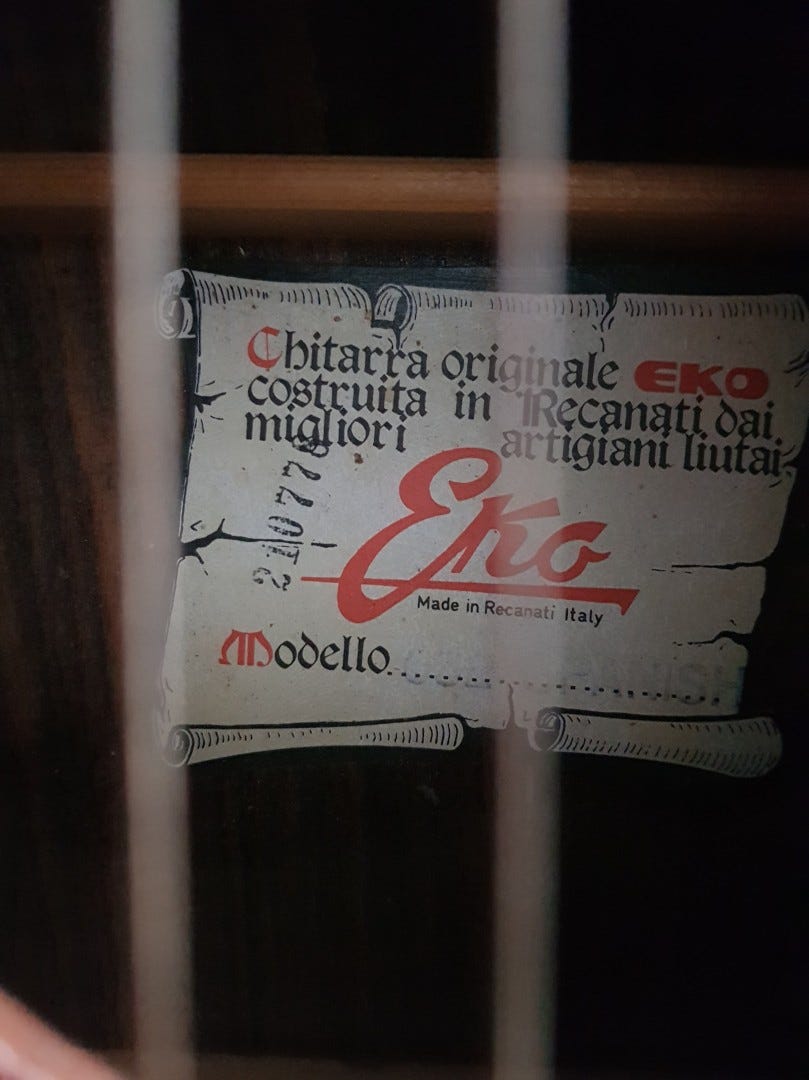 Chitarra originale EKO
costruita in Recanati dai
migliori artigiani liutai.
Eko
Made in Recanati Italy
Modello